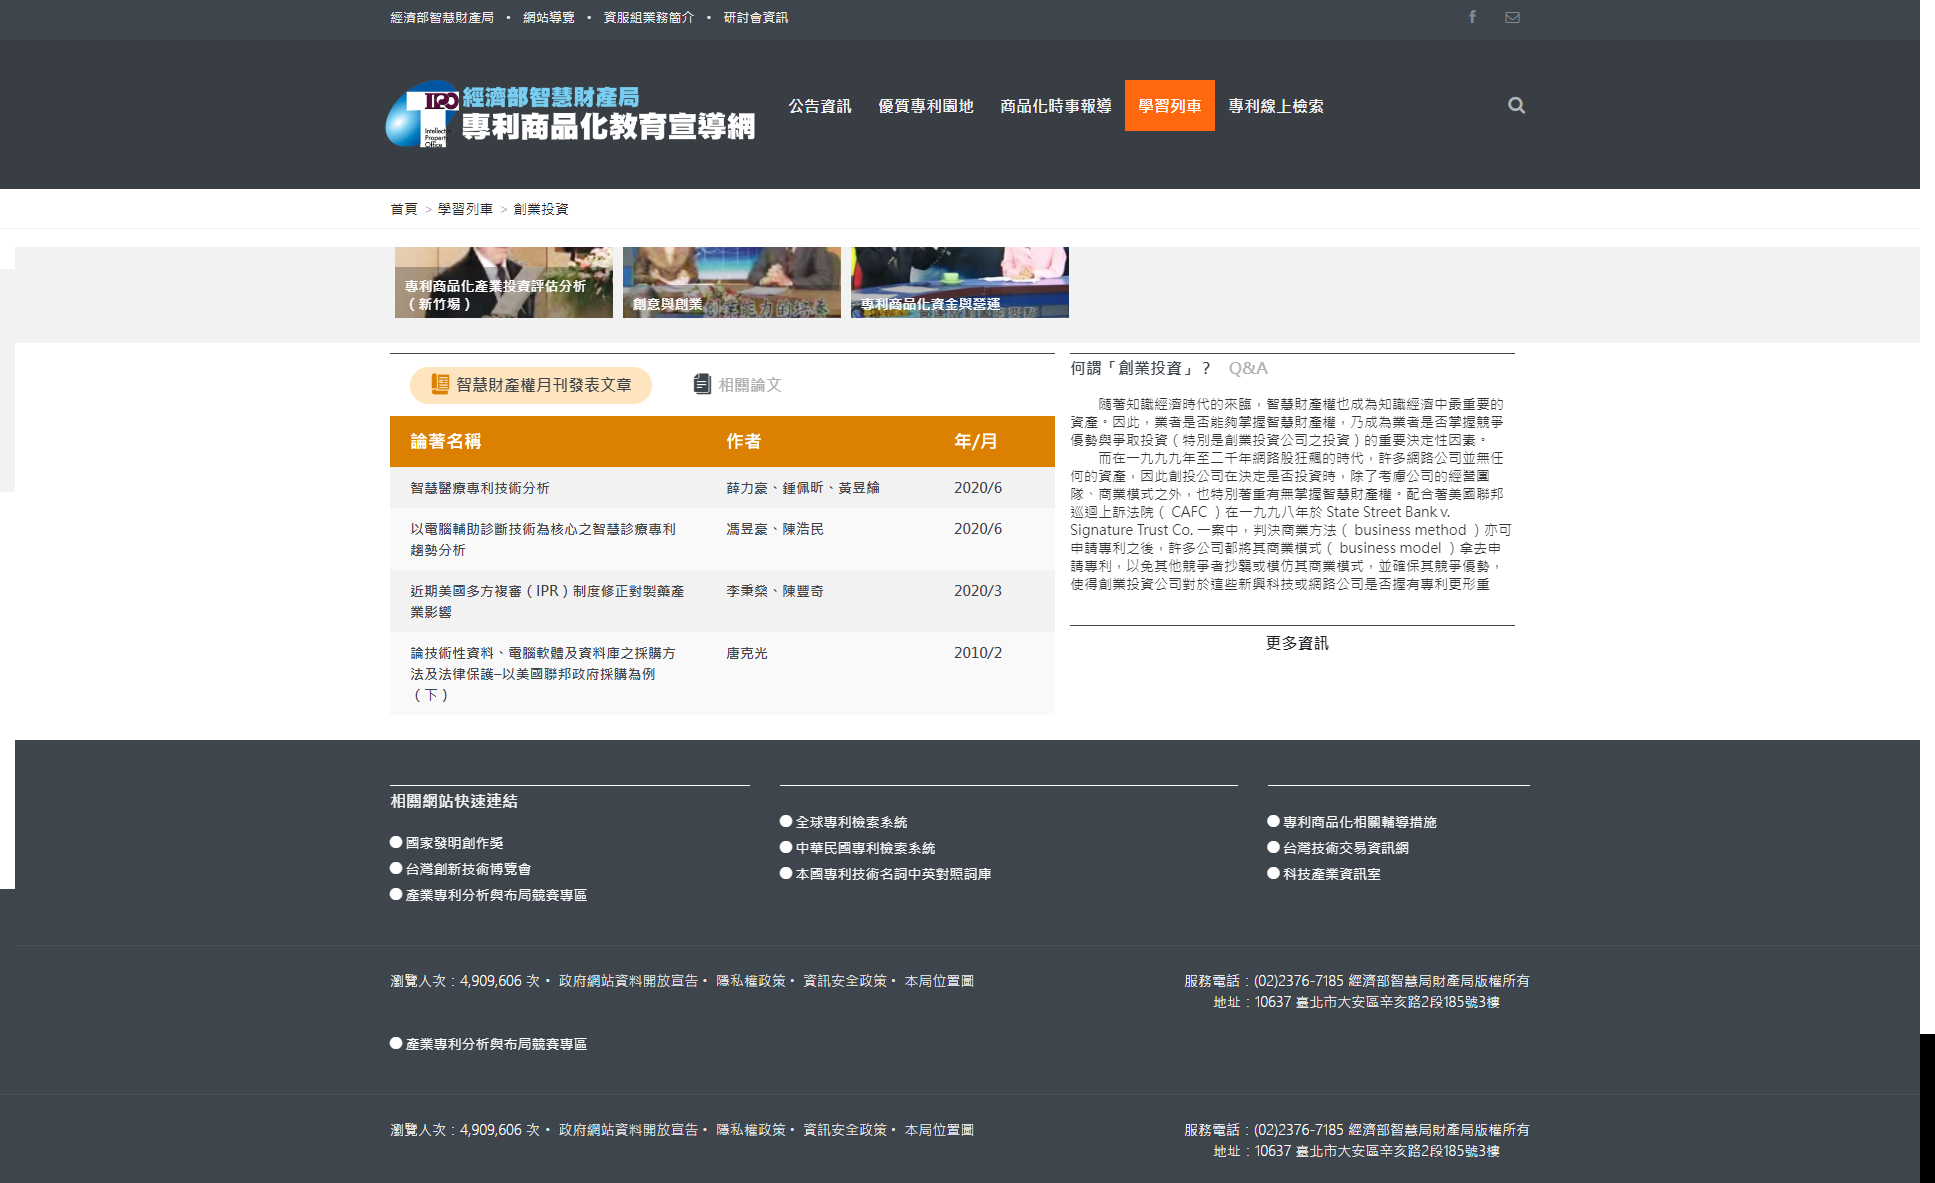 經濟部智慧財產局 • 網站導覽 • 資服組業務簡介 • 研討會資訊
IPO
Intellectual
Property
Office
經濟部智慧財產局
專利商品化教育宣導網
公告資訊 優質專利園地 商品化時事報導 學習列車 專利線上檢索
首頁 > 學習列車 > 創業投資
專利商品化產業投資評估分析
（新竹場）
創意與創業
專利商品化資金與營運
智慧財產權月刊發表文章 相關論文
論著名稱 作者 年/月
智慧醫療專利技術分析 薛力豪、鍾佩昕、黃昱綸 2020/6
以電腦輔助診斷技術為核心之智慧診療專利 馮昱豪、陳浩民 2020/6
趨勢分析
近期美國多方複審（IPR）制度修正對製藥產 李秉燊、陳豐奇 2020/3
業影響
論技術性資料、電腦軟體及資料庫之採購方 唐克光 2010/2
法及法律保護–以美國聯邦政府採購為例
（下）
何謂「創業投資」？ Q&A
隨著知識經濟時代的來臨，智慧財產權也成為知識經濟中最重要的
資產。因此，業者是否能夠掌握智慧財產權，乃成為業者是否掌握競爭
優勢與爭取投資（特別是創業投資公司之投資）的重要決定性因素。
而在一九九九年至二千年網路股狂飆的時代，許多網路公司並無任
何的資產，因此創投公司在決定是否投資時，除了考慮公司的經營團
隊、商業模式之外，也特別著重有無掌握智慧財產權。配合著美國聯邦
巡迴上訴法院（ CAFC ）在一九九八年於 State Street Bank v.
Signature Trust Co. 一案中，判決商業方法（ business method ）亦可
申請專利之後，許多公司都將其商業模式（ business model ）拿去申
請專利，以免其他競爭者抄襲或模仿其商業模式，並確保其競爭優勢，
使得創業投資公司對於這些新興科技或網路公司是否握有專利更形重
更多資訊
相關網站快速連結
● 國家發明創作獎
● 台灣創新技術博覽會
● 產業專利分析與布局競賽專區
● 全球專利檢索系統
● 中華民國專利檢索系統
● 本國專利技術名詞中英對照詞庫
● 專利商品化相關輔導措施
● 台灣技術交易資訊網
● 科技產業資訊室
瀏覽人次：4,909,606 次 • 政府網站資料開放宣告 • 隱私權政策 • 資訊安全政策 • 本局位置圖
服務電話：(02)2376-7185 經濟部智慧局財產局版權所有
地址：10637 臺北市大安區辛亥路2段185號3樓
● 產業專利分析與布局競賽專區
瀏覽人次：4,909,606 次 • 政府網站資料開放宣告 • 隱私權政策 • 資訊安全政策 • 本局位置圖
服務電話：(02)2376-7185 經濟部智慧局財產局版權所有
地址：10637 臺北市大安區辛亥路2段185號3樓